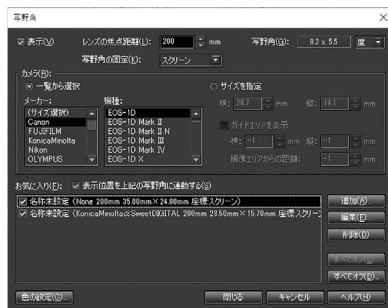 写野角
表示(V) レンズの焦点距離(L): 200 mm 写野角(G): 8.2 x 5.5 度
写野角の固定(K): スクリーン
カメラ(R):
一覧から選択 サイズを指定
メーカー: 機種: 横: 28.7 mm 縦: 19.1 mm
(サイズ選択) EOS-1D
Canon EOS-1D Mark II ガイドエリアを表示
FUJIFILM EOS-1D Mark II N
KonicaMinolta EOS-1D Mark III 横: -1 mm 縦: -1 mm
Nikon EOS-1D Mark IV
OLYMPUS EOS-1D X 撮像エリアからの距離: -1 mm
お気に入り(F): 表示位置を上記の写野角に連動する(S)
名称未設定 (None 200mm 35.00mm×24.00mm 座標スクリーン) 追加(A)
名称未設定 (KonicaMinoltaα SweetDIGITAL 200mm 23.50mm×15.70mm 座標スクリーン 編集(E)
削除(D)
すべてオフ(D)...
色の設定(C)... 閉じる キャンセル ヘルプ(H)